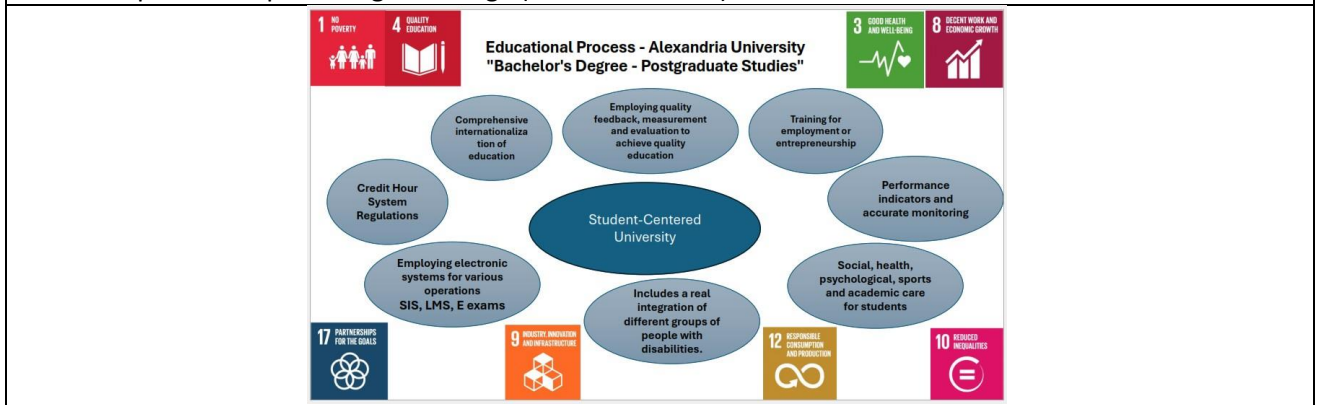 1 NO
POVERTY
4 QUALITY
EDUCATION
Educational Process - Alexandria University
"Bachelor's Degree - Postgraduate Studies"
3 GOOD HEALTH
AND WELL-BEING
8 DECENT WORK AND
ECONOMIC GROWTH
Comprehensive
internationaliza
tion of
education
Employing quality
feedback, measurement
and evaluation to
achieve quality
education
Training for
employment or
entrepreneurship
Credit Hour
System
Regulations
Student-Centered
University
Performance
indicators and
accurate monitoring
Employing electronic
systems for various
operations
SIS, LMS, E exams
Includes a real
integration of
different groups of
people with
disabilities.
Social, health,
psychological, sports
and academic care
for students
17 PARTNERSHIPS
FOR THE GOALS
9 INDUSTRY, INNOVATION
AND INFRASTRUCTURE
12 RESPONSIBLE
CONSUMPTION
AND PRODUCTION
10 REDUCED
INEQUALITIES